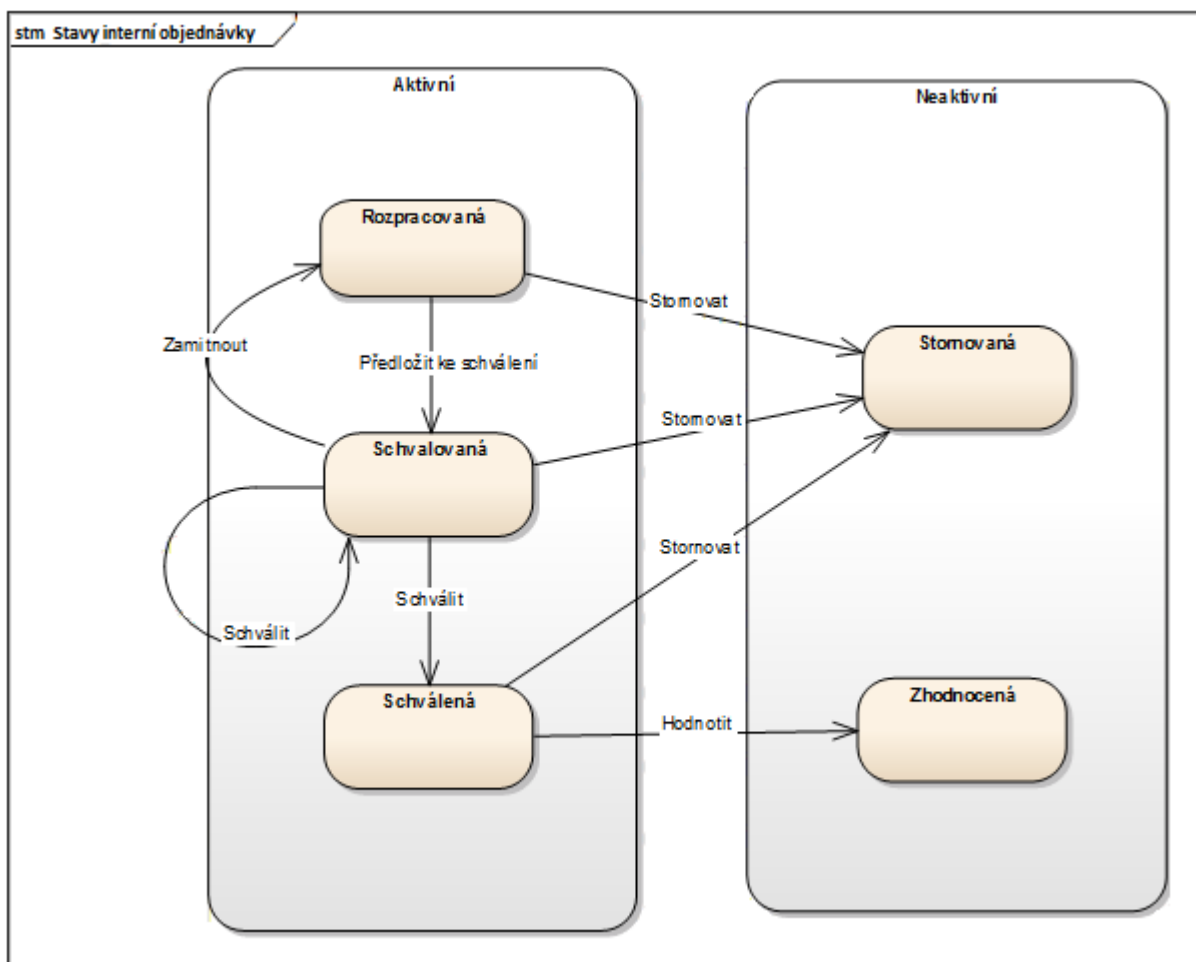 stm Stavy interní objednávky
Aktivní
Neaktivní
Rozpracovaná
Stornovat
Zamítnout
Stornovaná
Předložit ke schválení
Stornovat
Schvalovaná
Stornovat
Schválit
Schválit
Schválená
Zhodnocená
Hodnotit